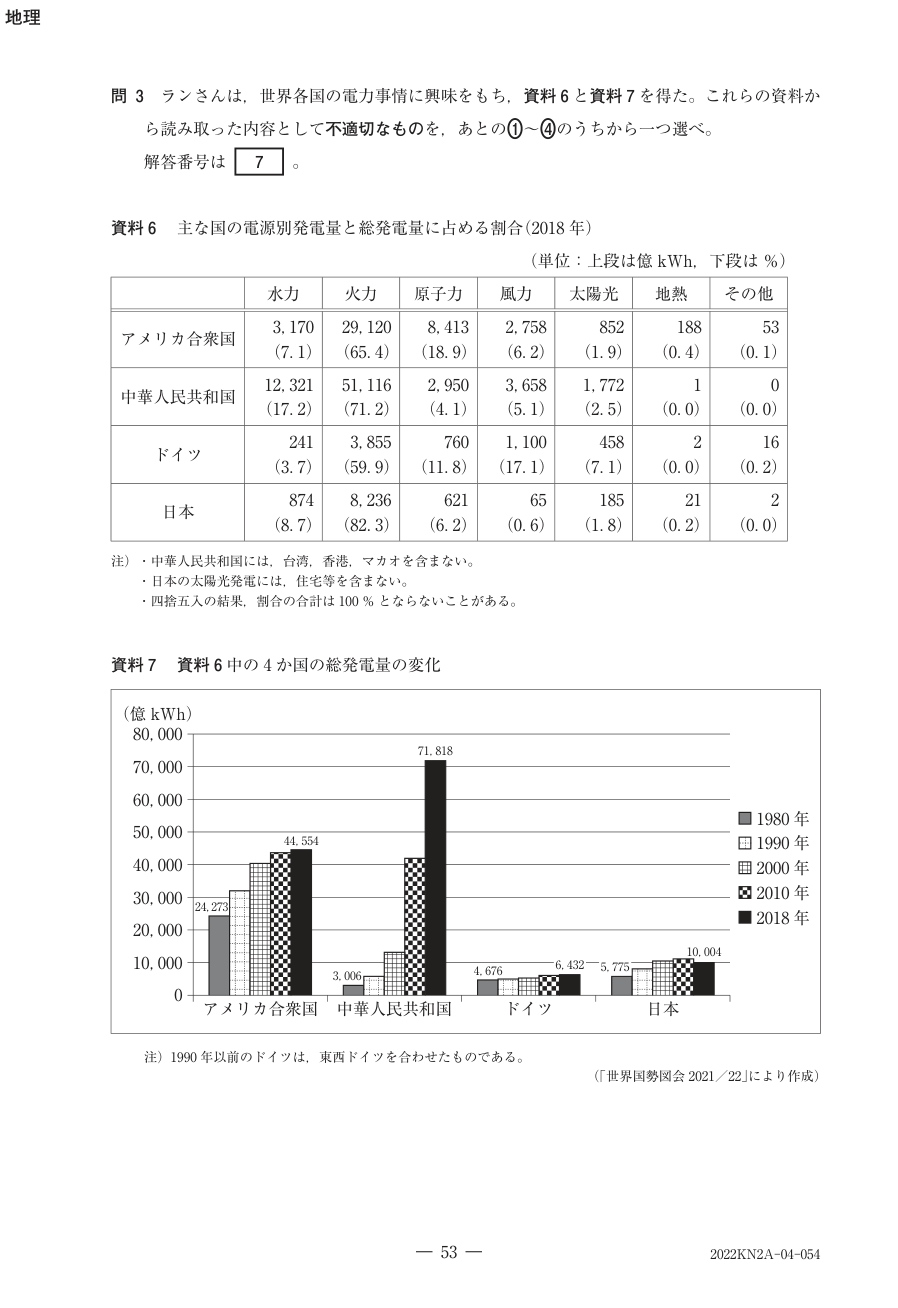 地理
問 3 ランさんは，世界各国の電力事情に興味をもち，資料6と資料7を得た。これらの資料か
ら読み取った内容として不適切なものを，あとの①～④のうちから一つ選べ。
解答番号は 7 。
資料6 主な国の電源別発電量と総発電量に占める割合(2018 年)
(単位：上段は億 kWh，下段は %)
水力 火力 原子力 風力 太陽光 地熱 その他
アメリカ合衆国 3,170 29,120 8,413 2,758 852 188 53
(7.1) (65.4) (18.9) (6.2) (1.9) (0.4) (0.1)
中華人民共和国 12,321 51,116 2,950 3,658 1,772 1 0
(17.2) (71.2) (4.1) (5.1) (2.5) (0.0) (0.0)
ドイツ 241 3,855 760 1,100 458 2 16
(3.7) (59.9) (11.8) (17.1) (7.1) (0.0) (0.2)
日本 874 8,236 621 65 185 21 2
(8.7) (82.3) (6.2) (0.6) (1.8) (0.2) (0.0)
注）・中華人民共和国には，台湾，香港，マカオを含まない。
・日本の太陽光発電には，住宅等を含まない。
・四捨五入の結果，割合の合計は 100 % とならないことがある。
資料7 資料6中の 4 か国の総発電量の変化
(億 kWh)
80,000
70,000
60,000
50,000
40,000
30,000
20,000
10,000
0
24,273 44,554
3,006 71,818
4,676 6,432
5,775 10,004
アメリカ合衆国 中華人民共和国 ドイツ 日本
1980 年
1990 年
2000 年
2010 年
2018 年
注）1990 年以前のドイツは，東西ドイツを合わせたものである。
(「世界国勢図会 2021／22」により作成)
― 53 ―
2022KN2A-04-054